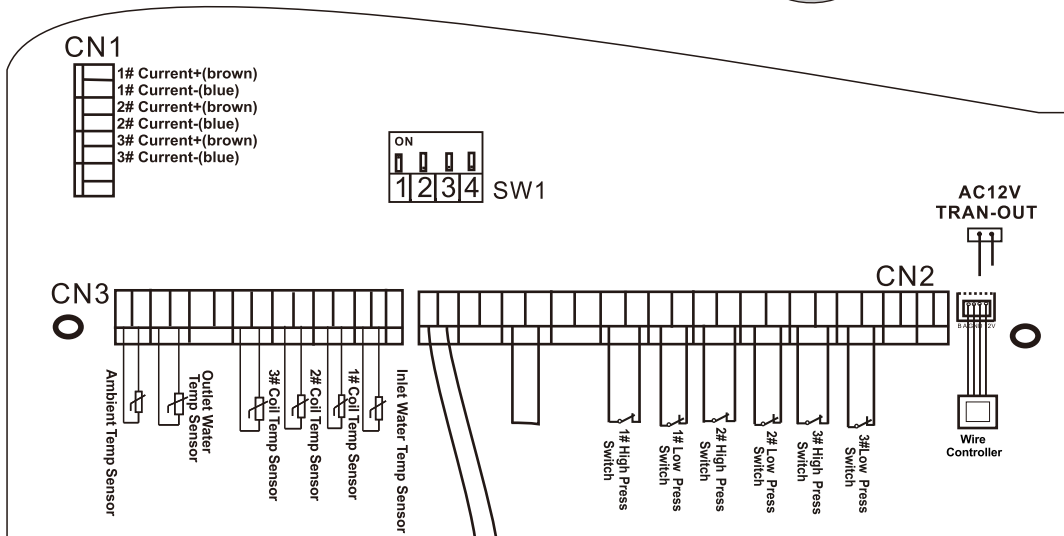 CN1
1# Current+(brown)
1# Current-(blue)
2# Current+(brown)
2# Current-(blue)
3# Current+(brown)
3# Current-(blue)
ON
1 2 3 4
SW1
AC12V
TRAN-OUT
CN3
CN2
B A GND 12V
Ambient Temp Sensor
Outlet Water
Temp Sensor
3# Coil Temp Sensor
2# Coil Temp Sensor
1# Coil Temp Sensor
Inlet Water Temp Sensor
1# High Press
Switch
1# Low Press
Switch
2# High Press
Switch
2# Low Press
Switch
3# High Press
Switch
3#Low Press
Switch
Wire
Controller